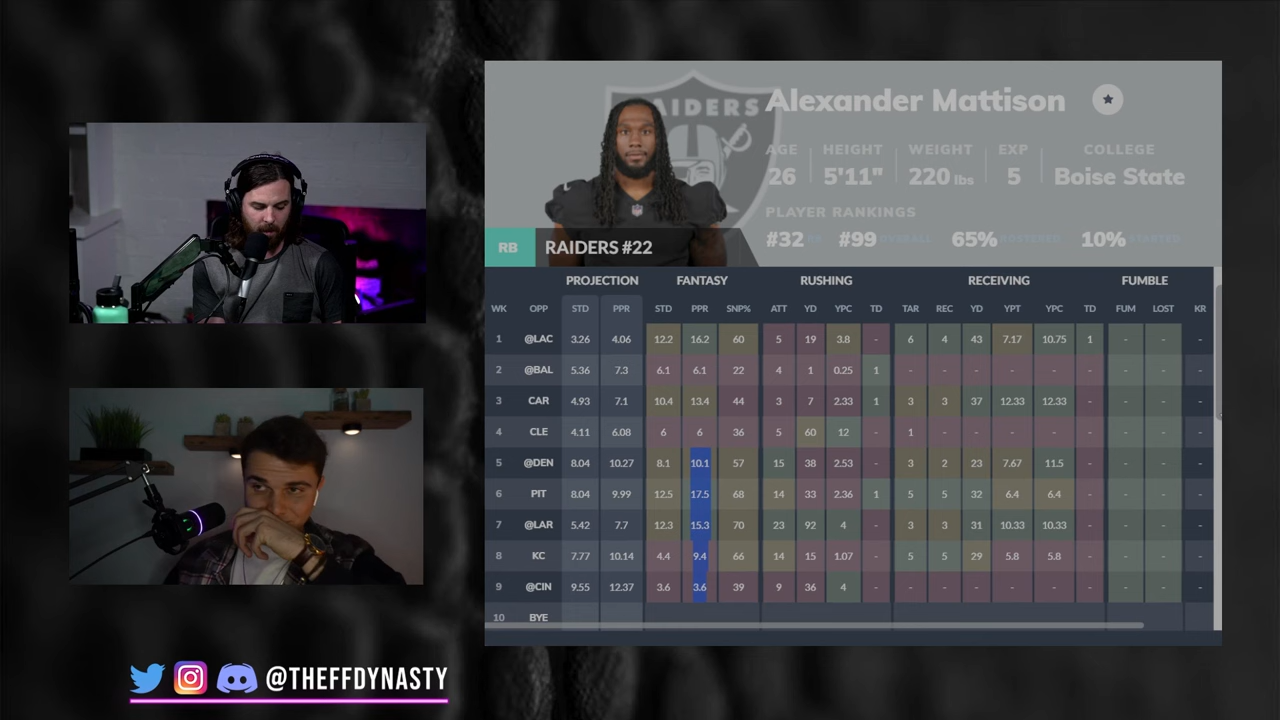 RAIDERS
Alexander Mattison
AGE HEIGHT WEIGHT EXP COLLEGE
26 5'11" 220 lbs 5 Boise State
PLAYER RANKINGS
#32 #99 OVERALL 65% ROSTERED 10% STARTED
RB RAIDERS #22
PROJECTION FANTASY RUSHING RECEIVING FUMBLE
WK OPP STD PPR STD PPR SNP% ATT YD YPC TD TAR REC YD YPT YPC TD FUM LOST KR
1 @LAC 3.26 4.06 12.2 16.2 60 5 19 3.8 - 6 4 43 7.17 10.75 1 - - -
2 @BAL 5.36 7.3 6.1 6.1 22 4 1 0.25 1 - - - - - - - - -
3 CAR 4.93 7.1 10.4 13.4 44 3 7 2.33 1 3 3 37 12.33 12.33 - - - -
4 CLE 4.11 6.08 6 6 36 5 60 12 - 1 - - - - - - - -
5 @DEN 8.04 10.27 8.1 10.1 57 15 38 2.53 - 3 2 23 7.67 11.5 - - - -
6 PIT 8.04 9.99 12.5 17.5 68 14 33 2.36 1 5 5 32 6.4 6.4 - - - -
7 @LAR 5.42 7.7 12.3 15.3 70 23 92 4 - 3 3 31 10.33 10.33 - - - -
8 KC 7.77 10.14 4.4 9.4 66 14 15 1.07 - 5 5 29 5.8 5.8 - - - -
9 @CIN 9.55 12.37 3.6 3.6 39 9 36 4 - - - - - - - - - -
10 BYE
@THEFFDYNASTY